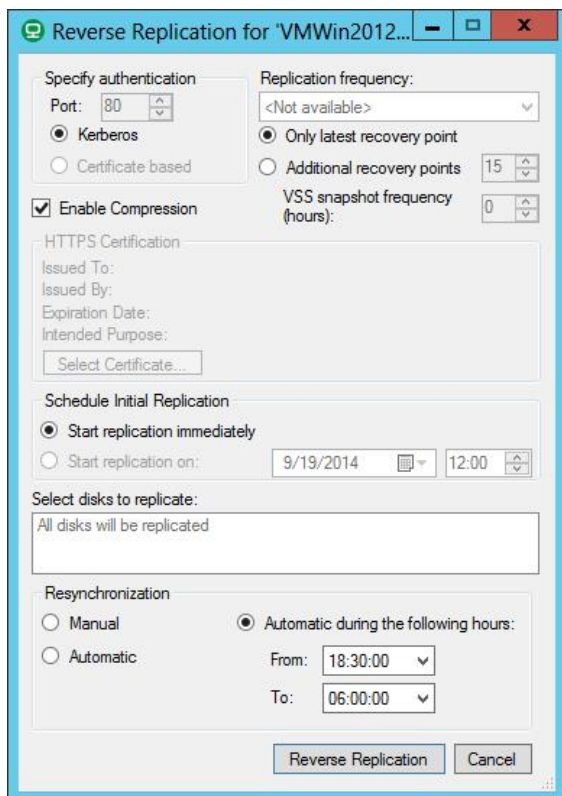 Reverse Replication for 'VMWin2012...
Specify authentication
Port: 80
Kerberos
Certificate based
Enable Compression
Replication frequency:
<Not available>
Only latest recovery point
Additional recovery points 15
VSS snapshot frequency
(hours): 0
HTTPS Certification
Issued To:
Issued By:
Expiration Date:
Intended Purpose:
Select Certificate...
Schedule Initial Replication
Start replication immediately
Start replication on: 9/19/2014 12:00
Select disks to replicate:
All disks will be replicated
Resynchronization
Manual
Automatic
Automatic during the following hours:
From: 18:30:00
To: 06:00:00
Reverse Replication Cancel